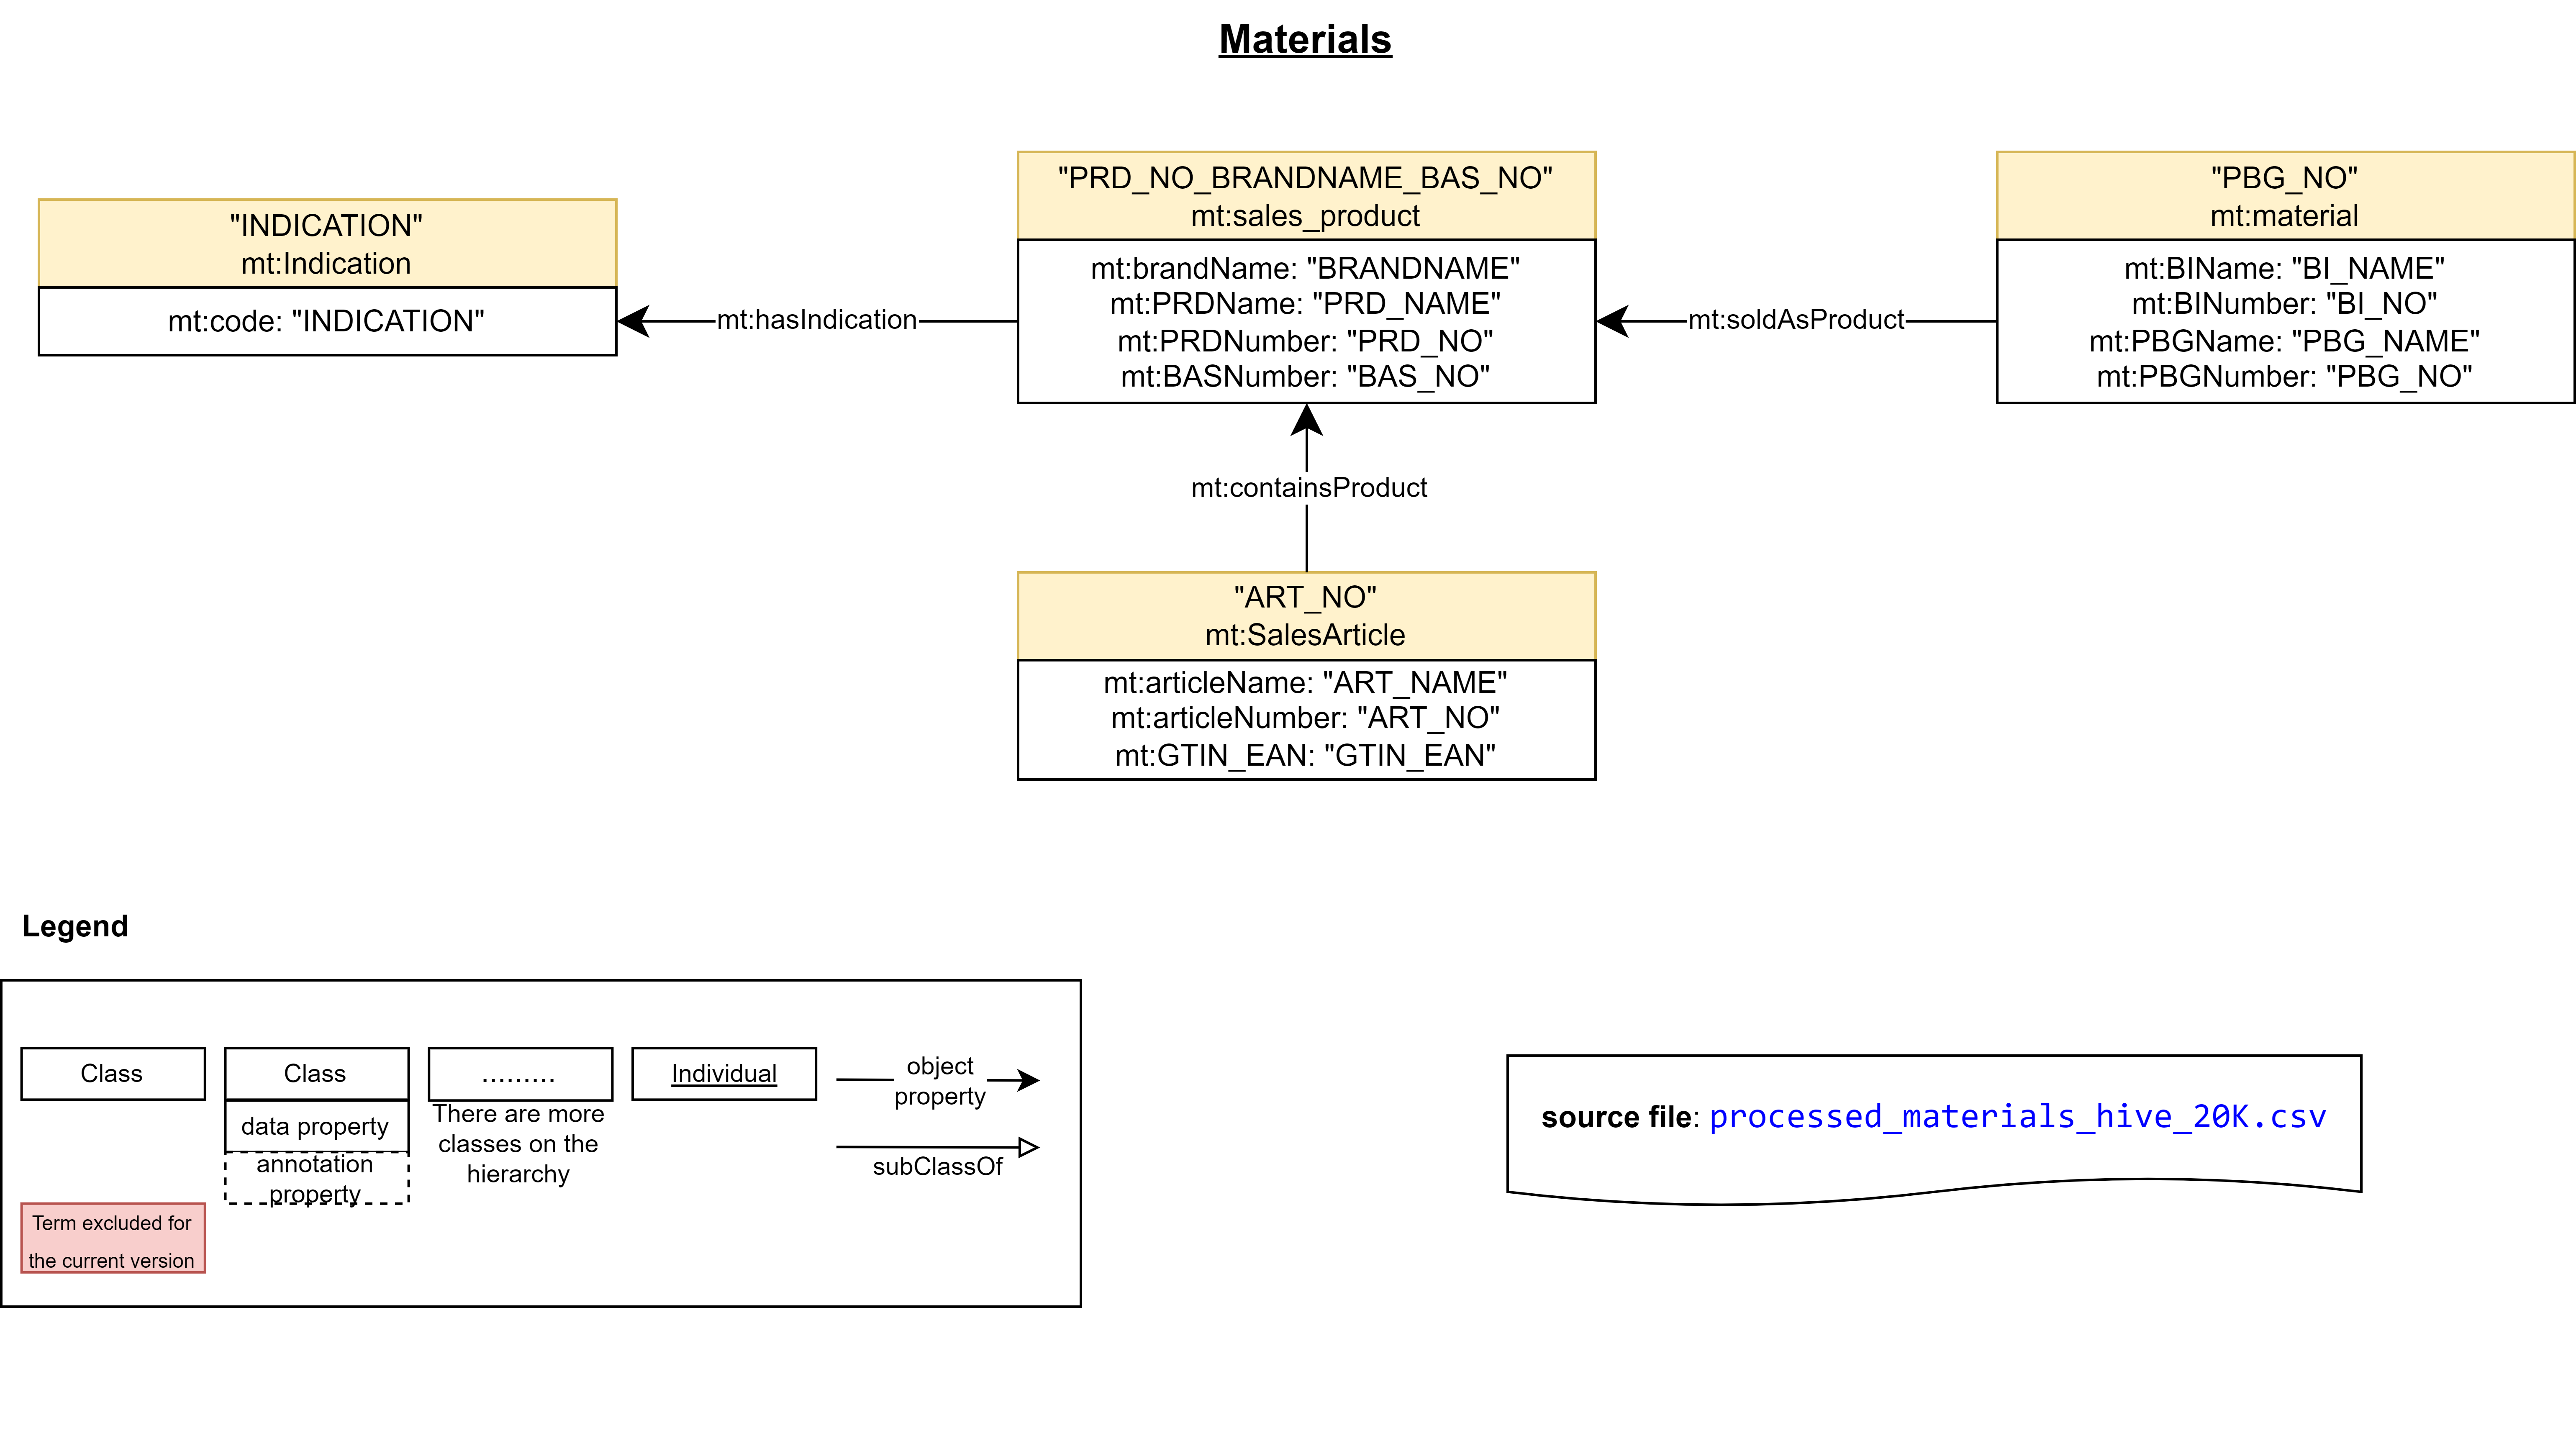 Materials
"INDICATION"
mt:Indication
mt:code: "INDICATION"
mt:hasIndication
"PRD_NO_BRANDNAME_BAS_NO"
mt:sales_product
mt:brandName: "BRANDNAME"
mt:PRDName: "PRD_NAME"
mt:PRDNumber: "PRD_NO"
mt:BASNumber: "BAS_NO"
mt:soldAsProduct
"PBG_NO"
mt:material
mt:BIName: "BI_NAME"
mt:BINumber: "BI_NO"
mt:PBGName: "PBG_NAME"
mt:PBGNumber: "PBG_NO"
mt:containsProduct
"ART_NO"
mt:SalesArticle
mt:articleName: "ART_NAME"
mt:articleNumber: "ART_NO"
mt:GTIN_EAN: "GTIN_EAN"
Legend
Class
Class
data property
annotation
property
.........
There are more
classes on the
hierarchy
Individual
object
property
subClassOf
Term excluded for
the current version
source file: processed_materials_hive_20K.csv